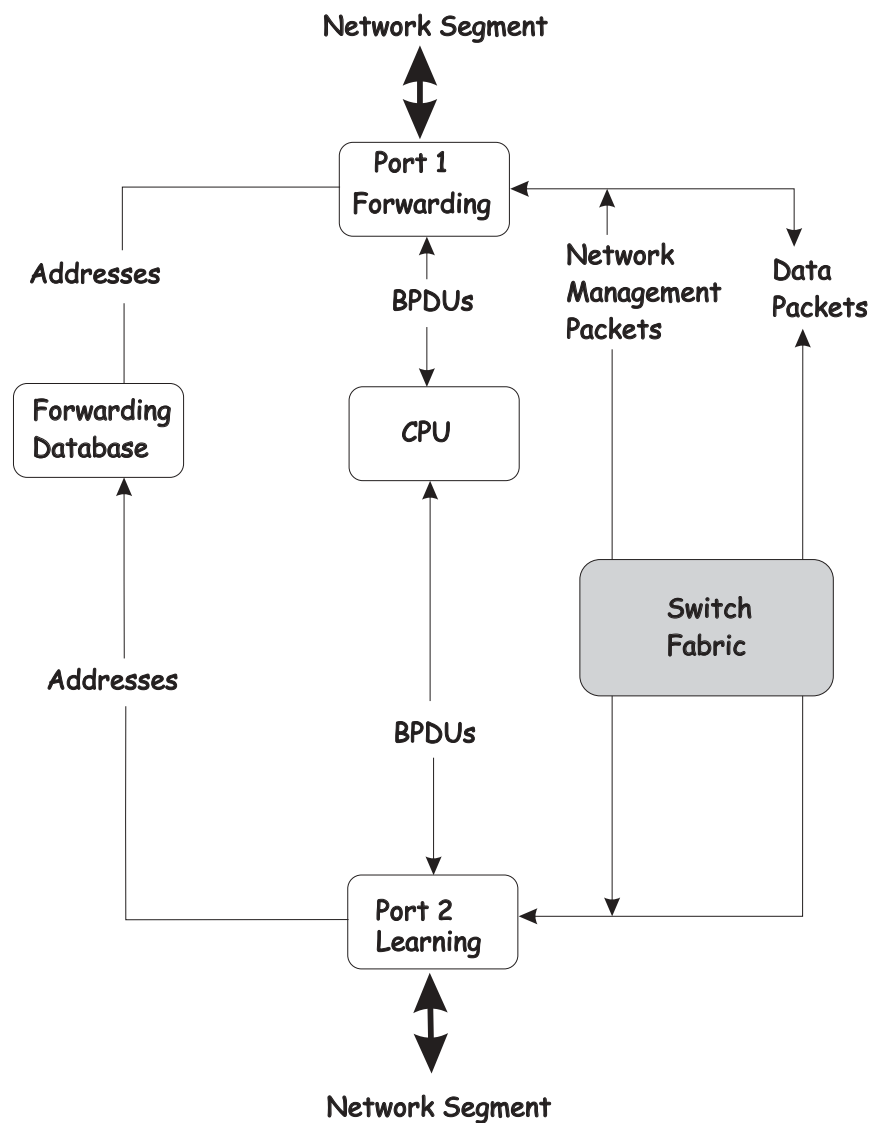 Network Segment
Port 1
Forwarding
Addresses
BPDUs
Network
Management
Packets
Data
Packets
Forwarding
Database
CPU
Switch
Fabric
Addresses
BPDUs
Port 2
Learning
Network Segment